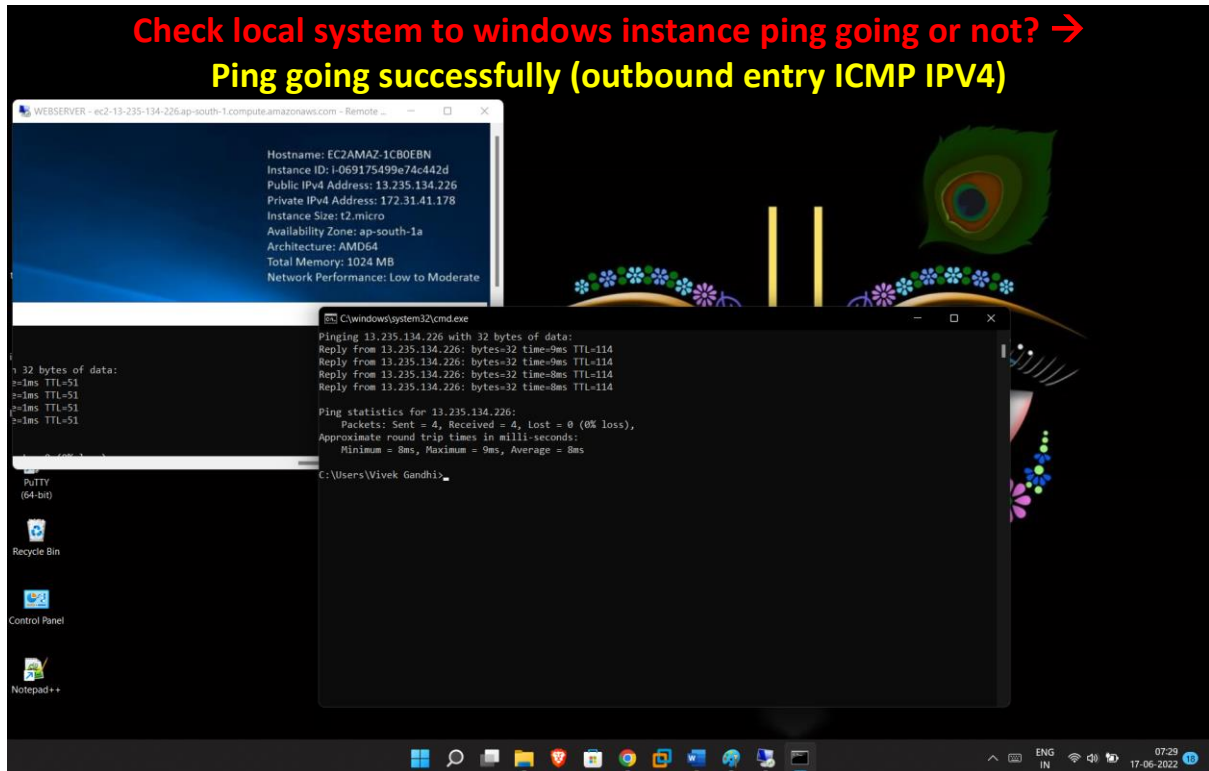 Check local system to windows instance ping going or not? →
Ping going successfully (outbound entry ICMP IPV4)
WEBSERVER - ec2-13-235-134-226.ap-south-1.compute.amazonaws.com - Remote ...
Hostname: EC2AMAZ-1CB0EBN
Instance ID: i-069175499e74c442d
Public IPv4 Address: 13.235.134.226
Private IPv4 Address: 172.31.41.178
Instance Size: t2.micro
Availability Zone: ap-south-1a
Architecture: AMD64
Total Memory: 1024 MB
Network Performance: Low to Moderate
h 32 bytes of data:
e=1ms TTL=51
e=1ms TTL=51
e=1ms TTL=51
e=1ms TTL=51
C:\windows\system32\cmd.exe
Pinging 13.235.134.226 with 32 bytes of data:
Reply from 13.235.134.226: bytes=32 time=9ms TTL=114
Reply from 13.235.134.226: bytes=32 time=9ms TTL=114
Reply from 13.235.134.226: bytes=32 time=8ms TTL=114
Reply from 13.235.134.226: bytes=32 time=8ms TTL=114
Ping statistics for 13.235.134.226:
Packets: Sent = 4, Received = 4, Lost = 0 (0% loss),
Approximate round trip times in milli-seconds:
Minimum = 8ms, Maximum = 9ms, Average = 8ms
C:\Users\Vivek Gandhi>
PuTTY
(64-bit)
Recycle Bin
Control Panel
Notepad++
ENG
IN
07:29
17-06-2022
18